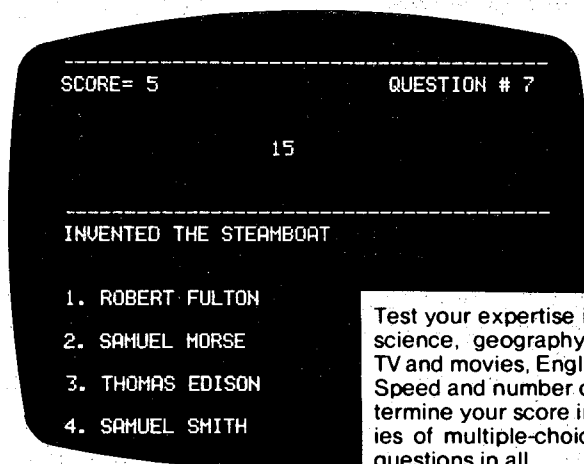 SCORE= 5 QUESTION # 7
15
INVENTED THE STEAMBOAT
1. ROBERT FULTON
2. SAMUEL MORSE
3. THOMAS EDISON
4. SAMUEL SMITH
Test your expertise
science, geography
TV and movies, Engl
Speed and number
termine your score
ies of multiple-choic
questions in all.